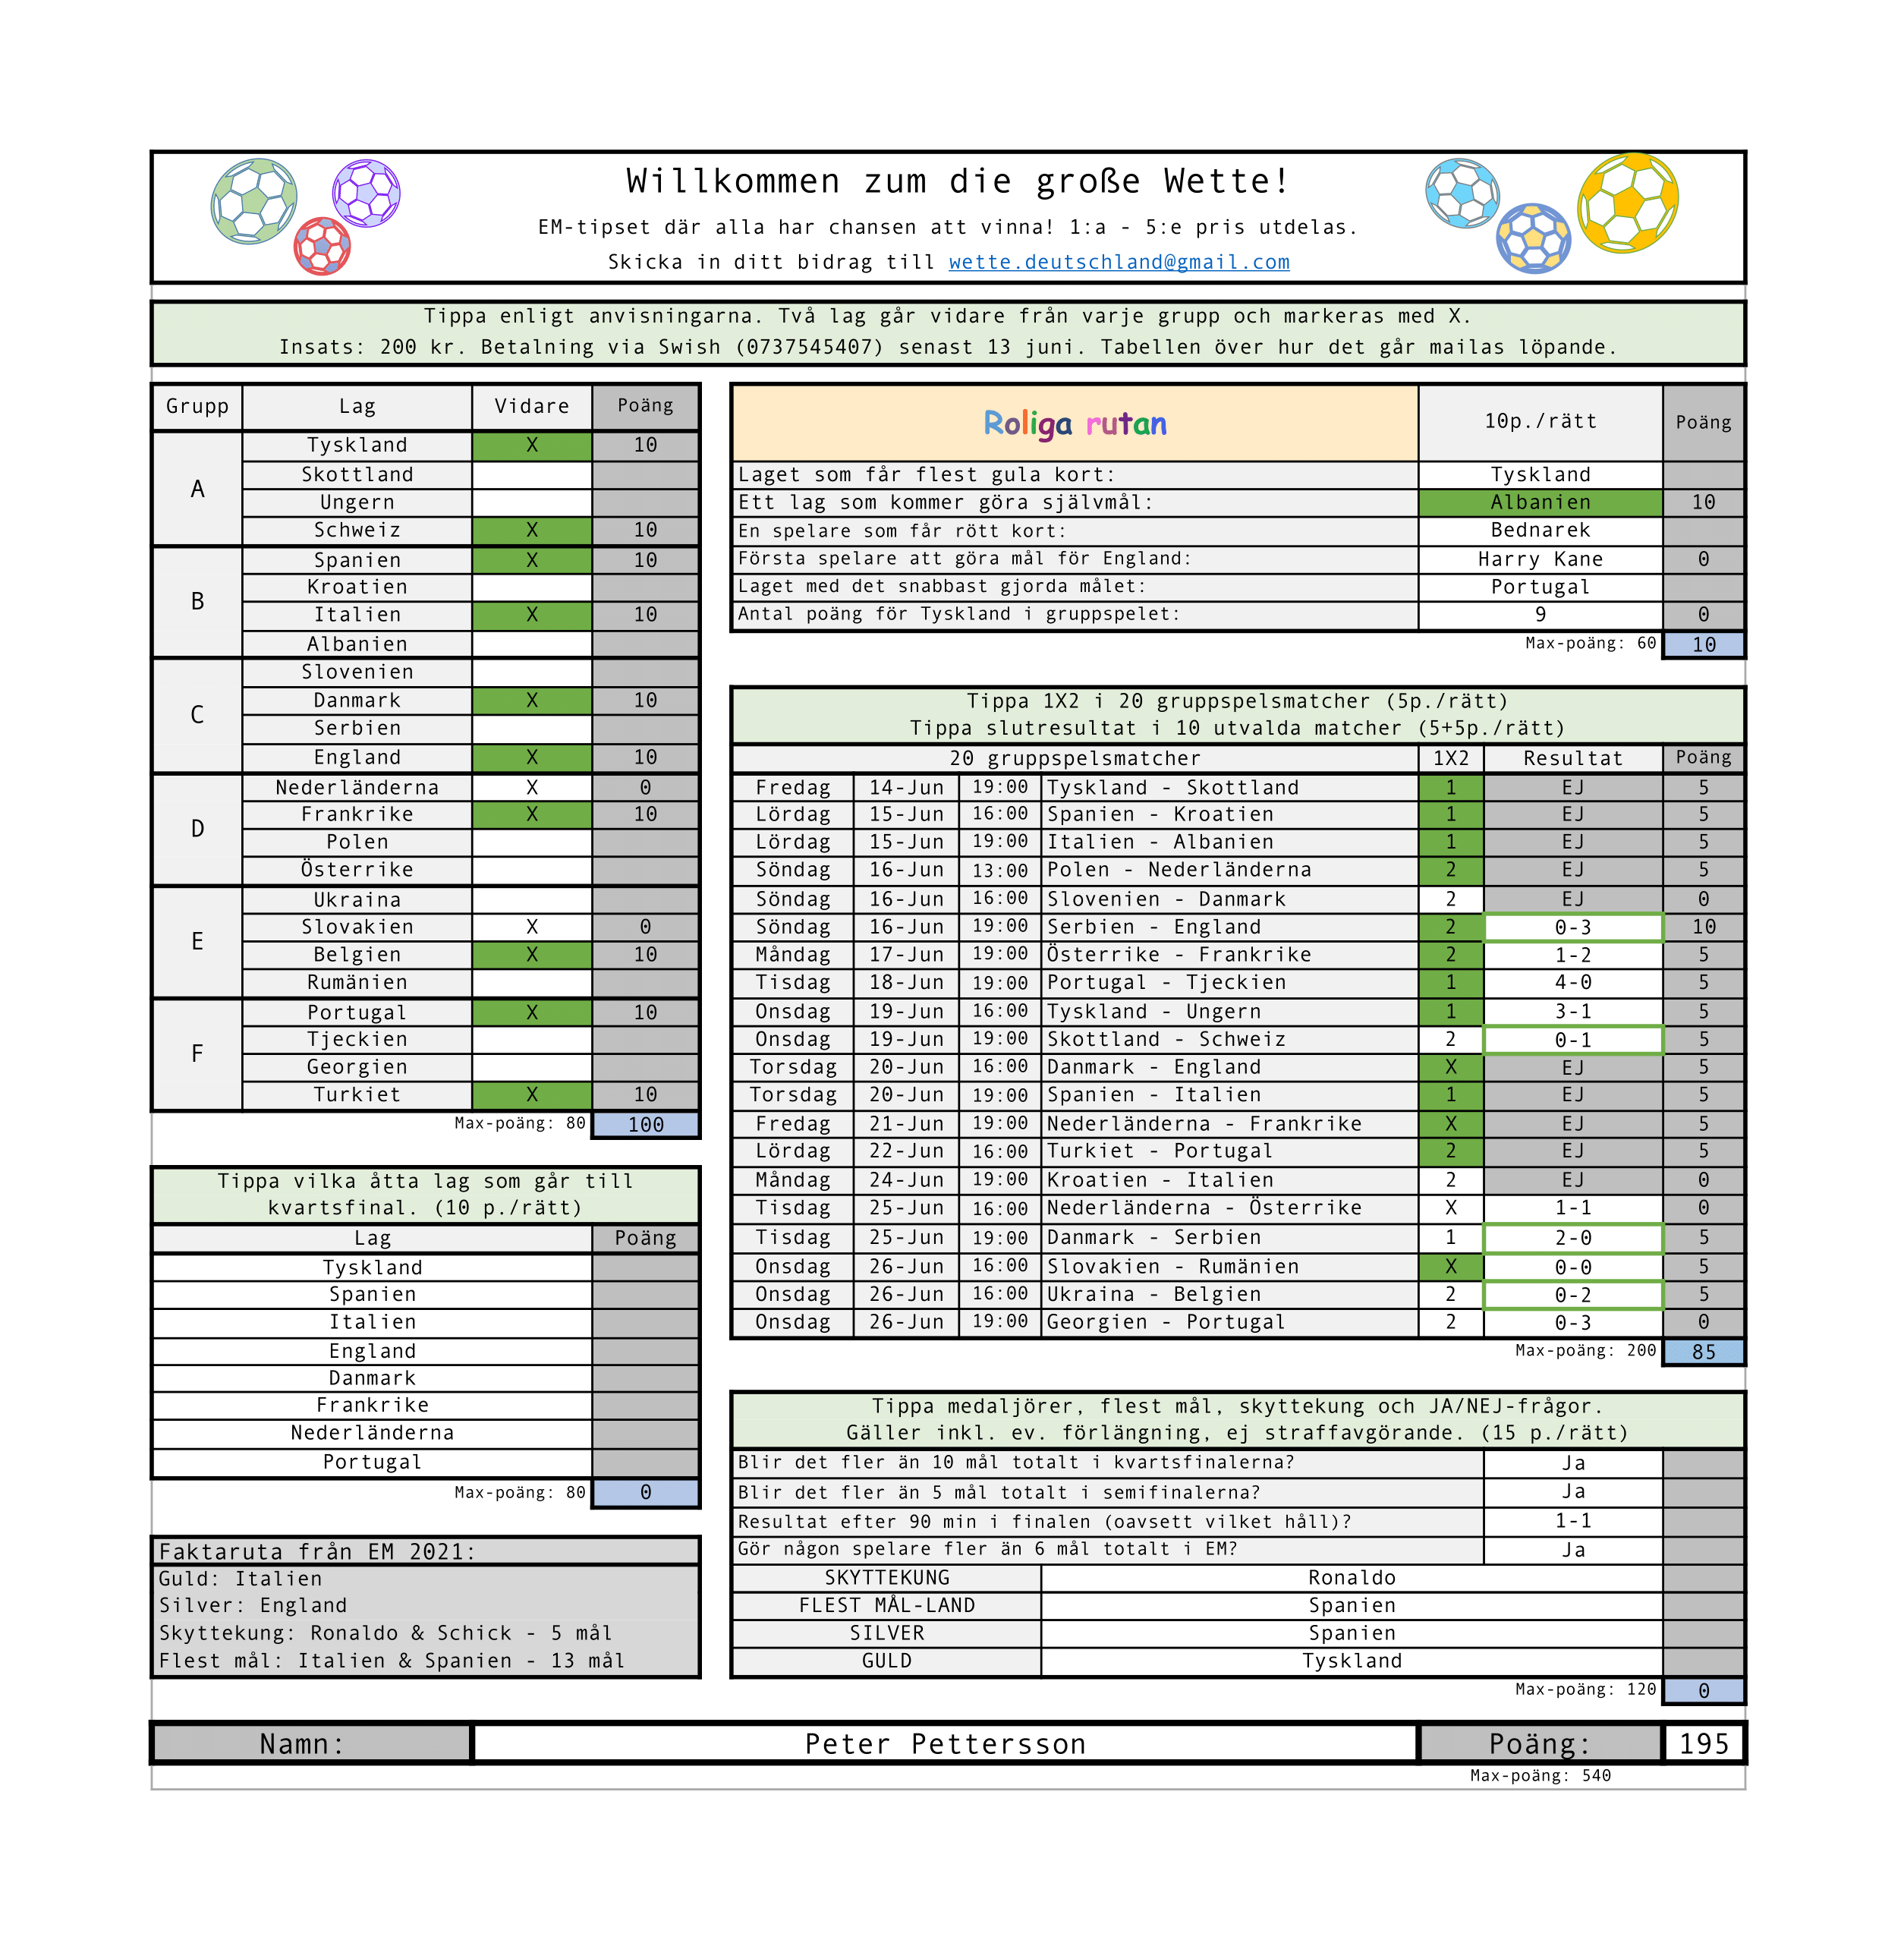 Willkommen zum die große Wette!
EM-tipset där alla har chansen att vinna! 1:a - 5:e pris utdelas.
Skicka in ditt bidrag till wette.deutschland@gmail.com
Tippa enligt anvisningarna. Två lag går vidare från varje grupp och markeras med X.
Insats: 200 kr. Betalning via Swish (0737545407) senast 13 juni. Tabellen över hur det går mailas löpande.
Grupp Lag Vidare Poäng
A
Tyskland X 10
Skottland
Ungern
Schweiz X 10
B
Spanien X 10
Kroatien
Italien X 10
Albanien
C
Slovenien
Danmark X 10
Serbien
England X 10
D
Nederländerna X 0
Frankrike X 10
Polen
Österrike
E
Ukraina
Slovakien X 0
Belgien X 10
Rumänien
F
Portugal X 10
Tjeckien
Georgien
Turkiet X 10
Max-poäng: 80 100
Tippa vilka åtta lag som går till
kvartsfinal. (10 p./rätt)
Lag Poäng
Tyskland
Spanien
Italien
England
Danmark
Frankrike
Nederländerna
Portugal
Max-poäng: 80 0
Faktaruta från EM 2021:
Guld: Italien
Silver: England
Skyttekung: Ronaldo & Schick - 5 mål
Flest mål: Italien & Spanien - 13 mål
Roliga rutan 10p./rätt Poäng
Laget som får flest gula kort: Tyskland
Ett lag som kommer göra självmål: Albanien 10
En spelare som får rött kort: Bednarek
Första spelare att göra mål för England: Harry Kane 0
Laget med det snabbast gjorda målet: Portugal
Antal poäng för Tyskland i gruppspelet: 9 0
Max-poäng: 60 10
Tippa 1X2 i 20 gruppspelsmatcher (5p./rätt)
Tippa slutresultat i 10 utvalda matcher (5+5p./rätt)
20 gruppspelsmatcher 1X2 Resultat Poäng
Fredag 14-Jun 19:00 Tyskland - Skottland 1 EJ 5
Lördag 15-Jun 16:00 Spanien - Kroatien 1 EJ 5
Lördag 15-Jun 19:00 Italien - Albanien 1 EJ 5
Söndag 16-Jun 13:00 Polen - Nederländerna 2 EJ 5
Söndag 16-Jun 16:00 Slovenien - Danmark 2 EJ 0
Söndag 16-Jun 19:00 Serbien - England 2 0-3 10
Måndag 17-Jun 19:00 Österrike - Frankrike 2 1-2 5
Tisdag 18-Jun 19:00 Portugal - Tjeckien 1 4-0 5
Onsdag 19-Jun 16:00 Tyskland - Ungern 1 3-1 5
Onsdag 19-Jun 19:00 Skottland - Schweiz 2 0-1 5
Torsdag 20-Jun 16:00 Danmark - England X EJ 5
Torsdag 20-Jun 19:00 Spanien - Italien 1 EJ 5
Fredag 21-Jun 19:00 Nederländerna - Frankrike X EJ 5
Lördag 22-Jun 16:00 Turkiet - Portugal 2 EJ 5
Måndag 24-Jun 19:00 Kroatien - Italien 2 EJ 0
Tisdag 25-Jun 16:00 Nederländerna - Österrike X 1-1 0
Tisdag 25-Jun 19:00 Danmark - Serbien 1 2-0 5
Onsdag 26-Jun 16:00 Slovakien - Rumänien X 0-0 5
Onsdag 26-Jun 16:00 Ukraina - Belgien 2 0-2 5
Onsdag 26-Jun 19:00 Georgien - Portugal 2 0-3 0
Max-poäng: 200 85
Tippa medaljörer, flest mål, skyttekung och JA/NEJ-frågor.
Gäller inkl. ev. förlängning, ej straffavgörande. (15 p./rätt)
Blir det fler än 10 mål totalt i kvartsfinalerna? Ja
Blir det fler än 5 mål totalt i semifinalerna? Ja
Resultat efter 90 min i finalen (oavsett vilket håll)? 1-1
Gör någon spelare fler än 6 mål totalt i EM? Ja
SKYTTEKUNG Ronaldo
FLEST MÅL-LAND Spanien
SILVER Spanien
GULD Tyskland
Max-poäng: 120 0
Namn: Peter Pettersson Poäng: 195
Max-poäng: 540